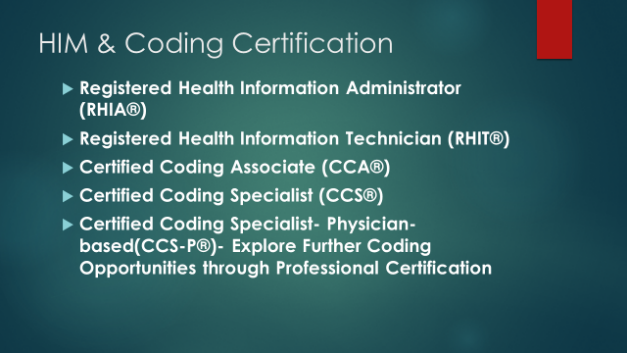 HIM & Coding Certification
Registered Health Information Administrator
(RHIA®)
Registered Health Information Technician (RHIT®)
Certified Coding Associate (CCA®)
Certified Coding Specialist (CCS®)
Certified Coding Specialist- Physician-
based(CCS-P®)- Explore Further Coding
Opportunities through Professional Certification